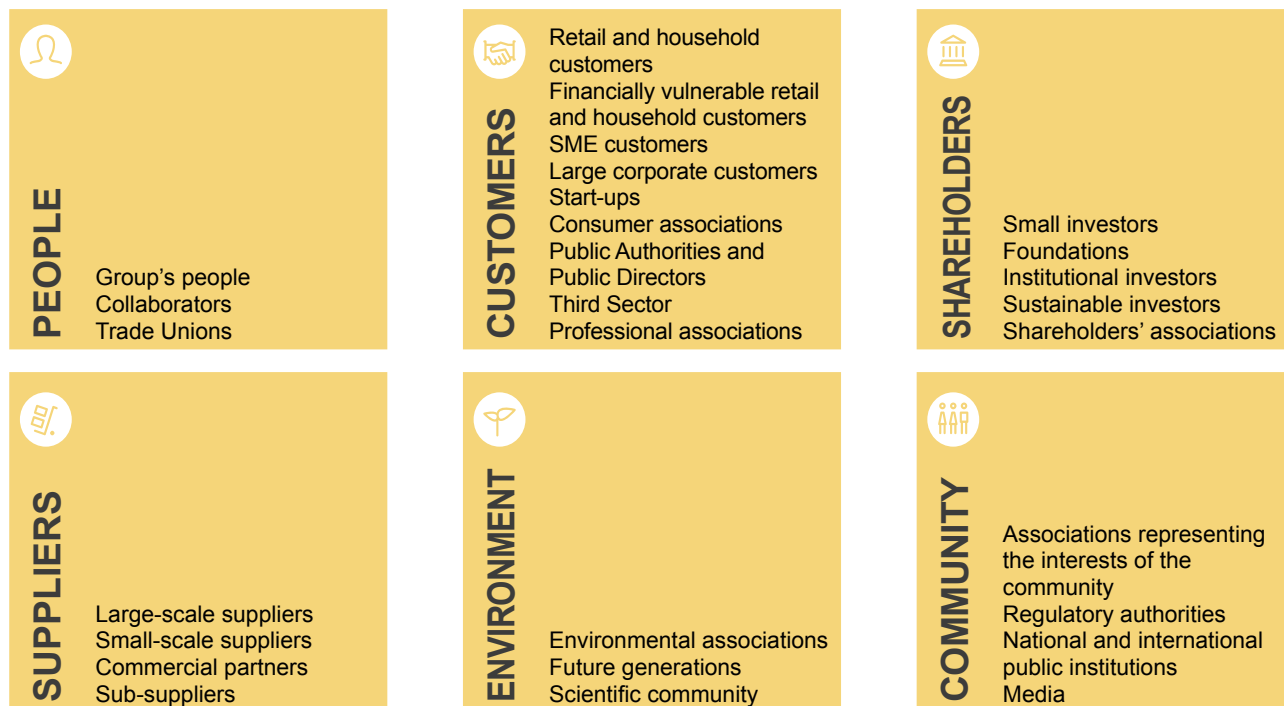 PEOPLE
Group’s people
Collaborators
Trade Unions
CUSTOMERS
Retail and household
customers
Financially vulnerable retail
and household customers
SME customers
Large corporate customers
Start-ups
Consumer associations
Public Authorities and
Public Directors
Third Sector
Professional associations
SHAREHOLDERS
Small investors
Foundations
Institutional investors
Sustainable investors
Shareholders’ associations
SUPPLIERS
Large-scale suppliers
Small-scale suppliers
Commercial partners
Sub-suppliers
ENVIRONMENT
Environmental associations
Future generations
Scientific community
COMMUNITY
Associations representing
the interests of the
community
Regulatory authorities
National and international
public institutions
Media